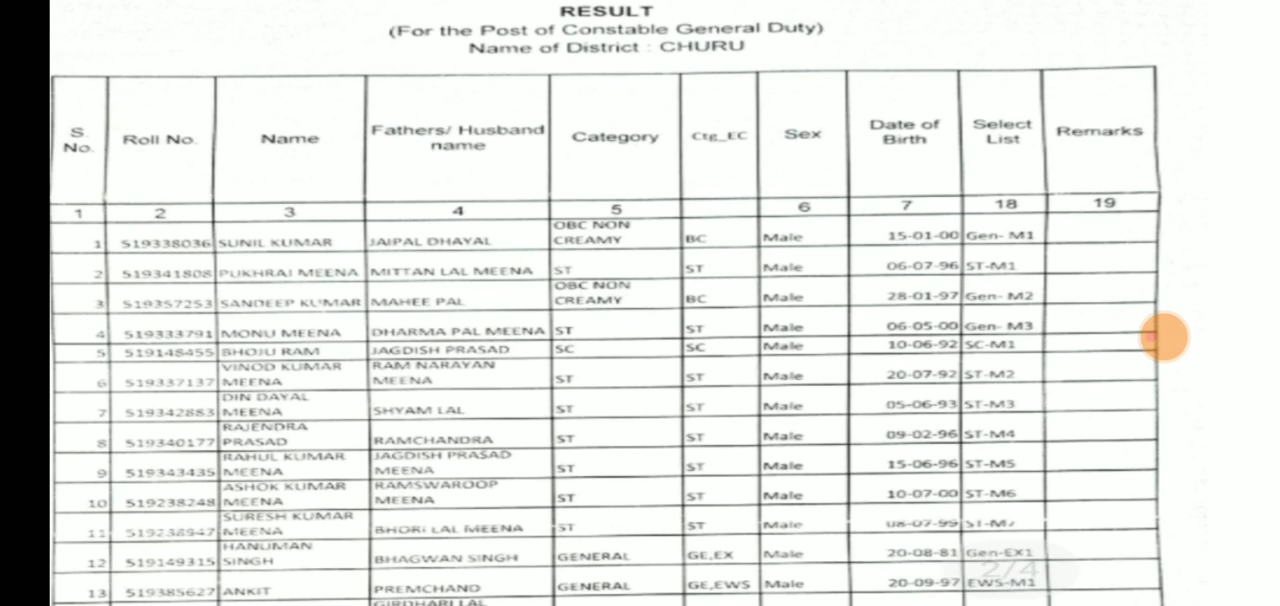 RESULT
(For the Post of Constable General Duty)
Name of District : CHURU
S. No. Roll No. Name Fathers/ Husband name Category Ctg_EC Sex Date of Birth Select List Remarks
1 2 3 4 5 6 7 18 19
1 519338036 SUNIL KUMAR JAIPAL DHAYAL OBC NON CREAMY BC Male 15-01-00 Gen- M1
2 519341808 PUKHRAJ MEENA MITTAN LAL MEENA ST ST Male 06-07-96 ST-M1
3 519357253 SANDEEP KUMAR MAHEE PAL OBC NON CREAMY BC Male 28-01-97 Gen- M2
4 519333791 MONU MEENA DHARMA PAL MEENA ST ST Male 06-05-00 Gen- M3
5 519148455 BHOJU RAM JAGDISH PRASAD SC SC Male 10-06-92 SC-M1
6 519337137 VINOD KUMAR MEENA RAM NARAYAN MEENA ST ST Male 20-07-92 ST-M2
7 519342883 DIN DAYAL MEENA SHYAM LAL ST ST Male 05-06-93 ST-M3
8 519340177 RAJENDRA PRASAD RAMCHANDRA ST ST Male 09-02-96 ST-M4
9 519343435 RAHUL KUMAR MEENA JAGDISH PRASAD MEENA ST ST Male 15-06-96 ST-M5
10 519238248 ASHOK KUMAR MEENA RAMSWAROOP MEENA ST ST Male 10-07-00 ST-M6
11 519238947 SURESH KUMAR MEENA BHORI LAL MEENA ST ST Male 08-07-99 ST-M7
12 519149315 HANUMAN SINGH BHAGWAN SINGH GENERAL GE,EX Male 20-08-81 Gen-EX1
2/4
13 519385627 ANKIT PREMCHAND GENERAL GE,EWS Male 20-09-97 EWS-M1
GIRDHARI LAL